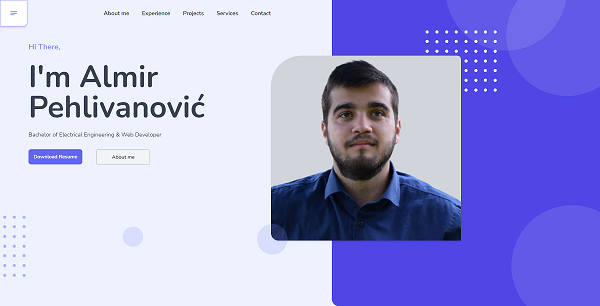 About me Experience Projects Services Contact
Hi There,
I'm Almir
Pehlivanović
Bachelor of Electrical Engineering & Web Developer
Download Resume About me